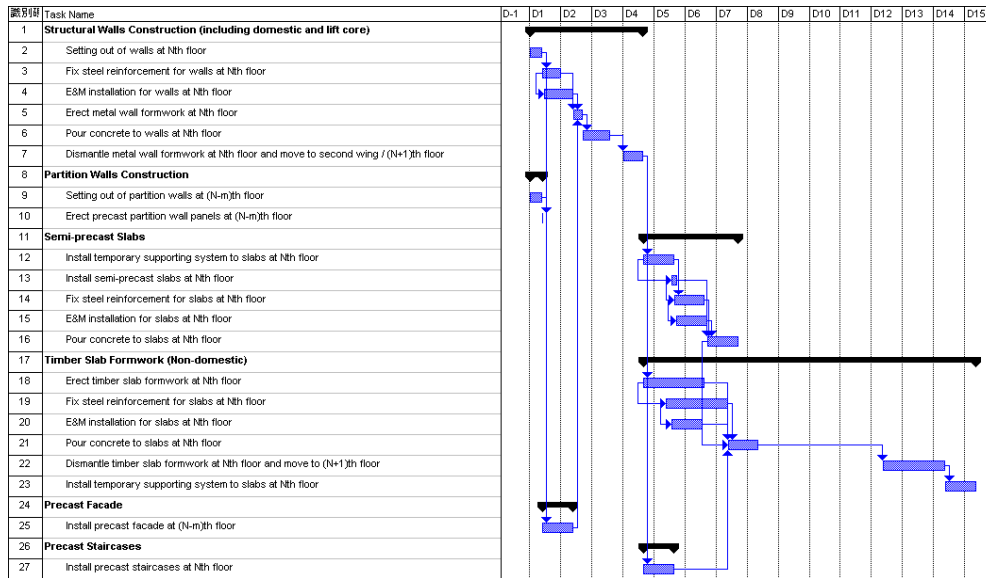 識別碼 Task Name D-1 D1 D2 D3 D4 D5 D6 D7 D8 D9 D10 D11 D12 D13 D14 D15
1 Structural Walls Construction (including domestic and lift core)
2 Setting out of walls at Nth floor
3 Fix steel reinforcement for walls at Nth floor
4 E&M installation for walls at Nth floor
5 Erect metal wall formwork at Nth floor
6 Pour concrete to walls at Nth floor
7 Dismantle metal wall formwork at Nth floor and move to second wing / (N+1)th floor
8 Partition Walls Construction
9 Setting out of partition walls at (N-m)th floor
10 Erect precast partition wall panels at (N-m)th floor
11 Semi-precast Slabs
12 Install temporary supporting system to slabs at Nth floor
13 Install semi-precast slabs at Nth floor
14 Fix steel reinforcement for slabs at Nth floor
15 E&M installation for slabs at Nth floor
16 Pour concrete to slabs at Nth floor
17 Timber Slab Formwork (Non-domestic)
18 Erect timber slab formwork at Nth floor
19 Fix steel reinforcement for slabs at Nth floor
20 E&M installation for slabs at Nth floor
21 Pour concrete to slabs at Nth floor
22 Dismantle timber slab formwork at Nth floor and move to (N+1)th floor
23 Install temporary supporting system to slabs at Nth floor
24 Precast Facade
25 Install precast facade at (N-m)th floor
26 Precast Staircases
27 Install precast staircases at Nth floor